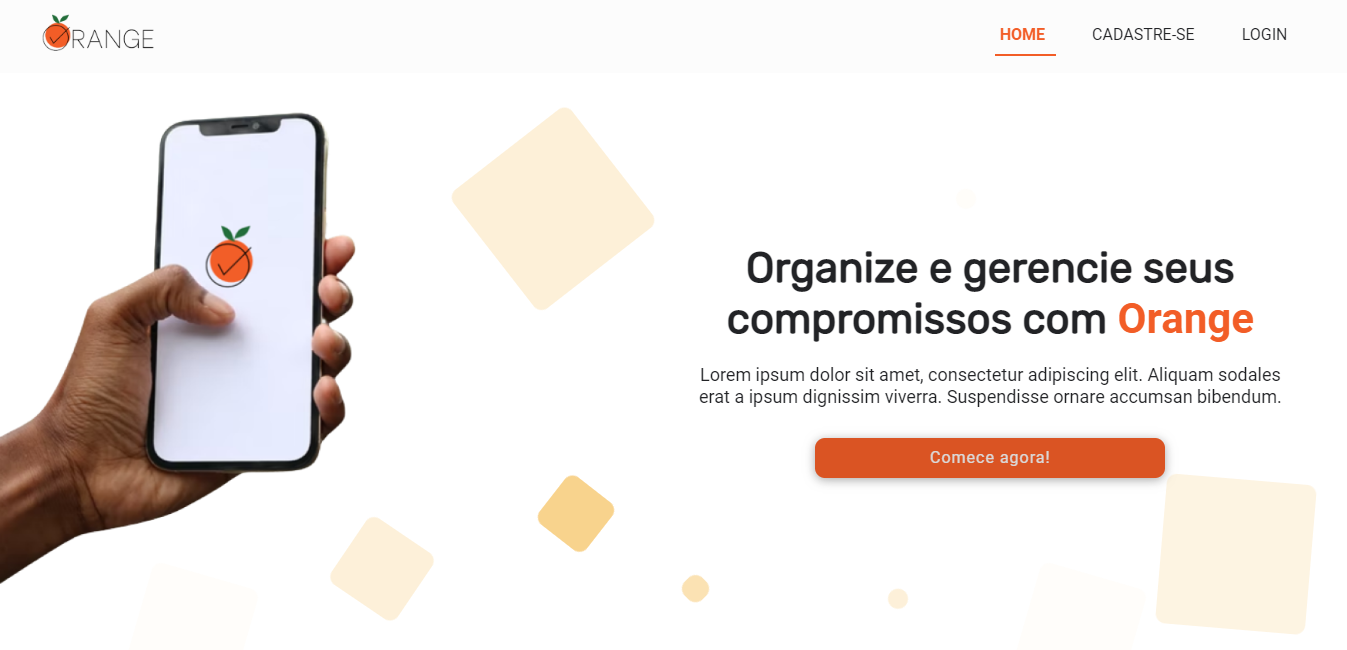 ORANGE
HOME
CADASTRE-SE
LOGIN
Organize e gerencie seus
compromissos com Orange
Lorem ipsum dolor sit amet, consectetur adipiscing elit. Aliquam sodales
erat a ipsum dignissim viverra. Suspendisse ornare accumsan bibendum.
Comece agora!